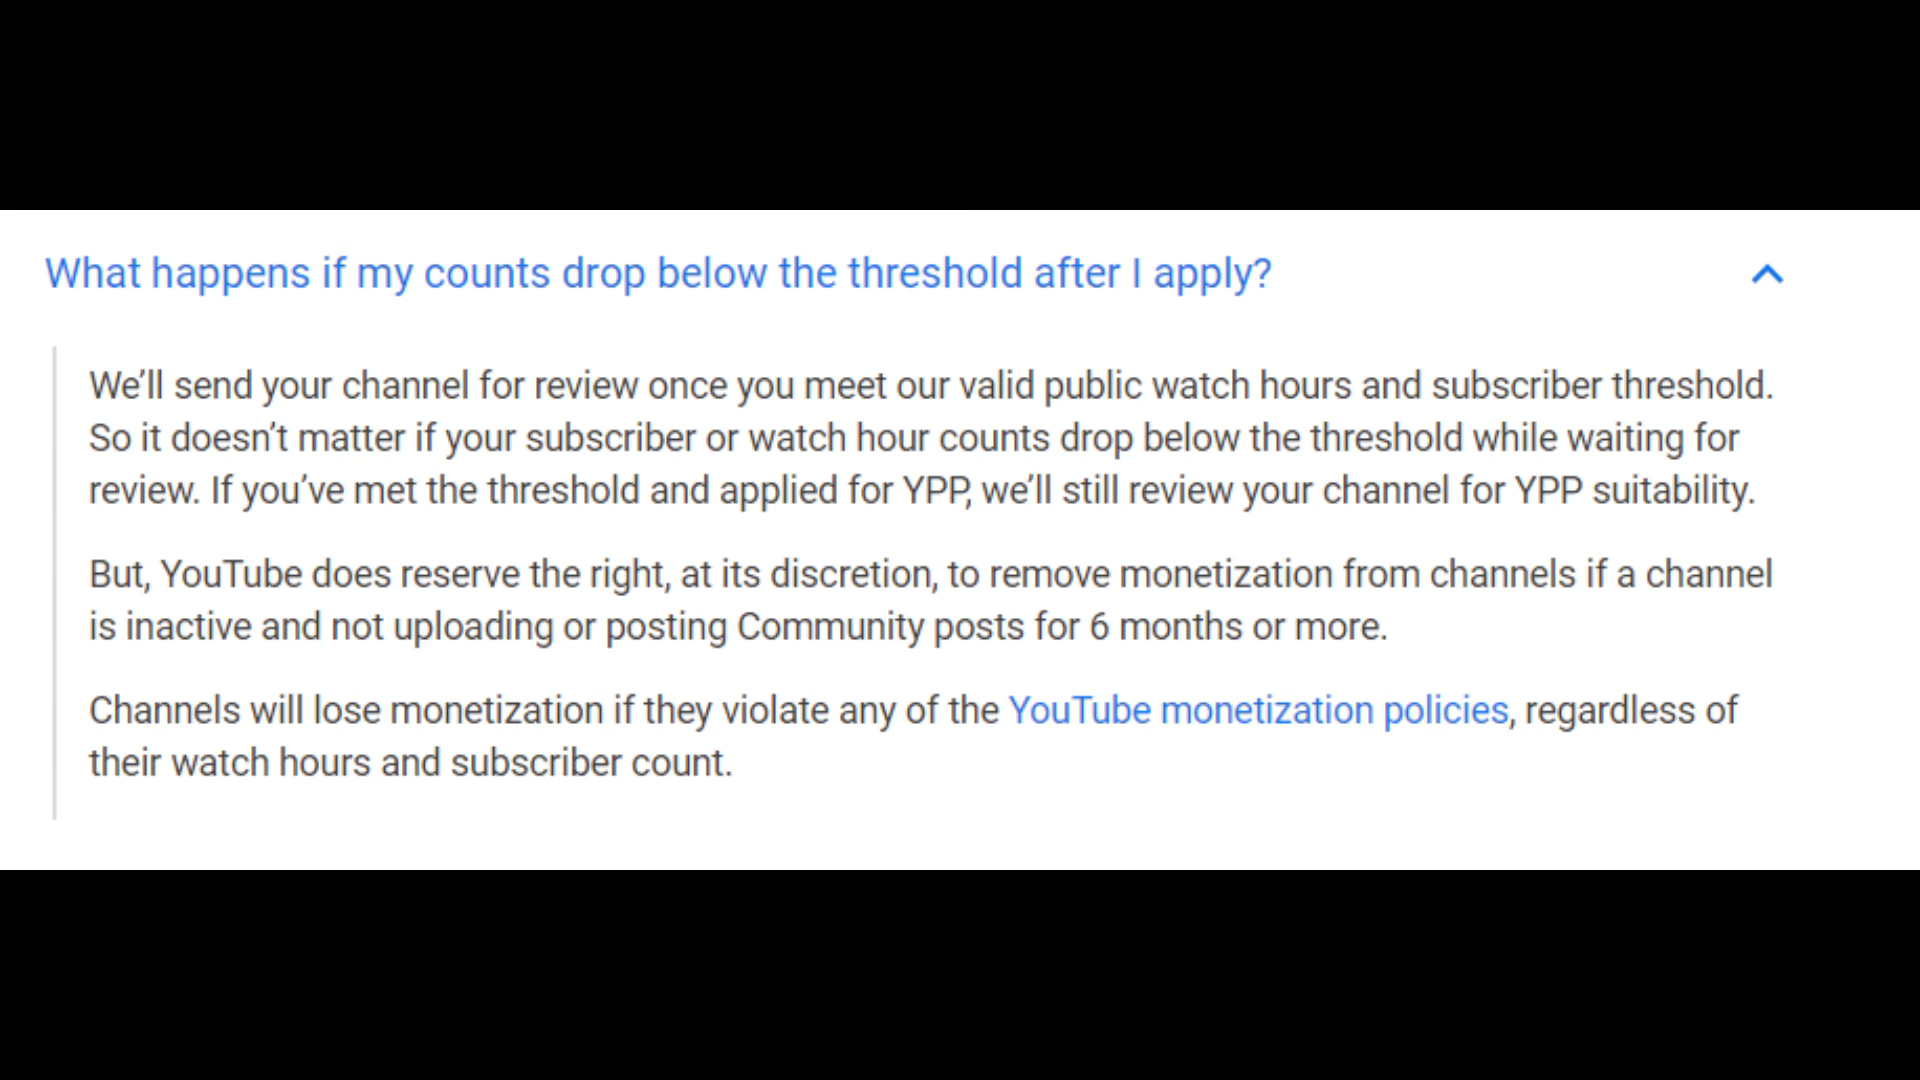 What happens if my counts drop below the threshold after I apply?
We’ll send your channel for review once you meet our valid public watch hours and subscriber threshold.
So it doesn’t matter if your subscriber or watch hour counts drop below the threshold while waiting for
review. If you’ve met the threshold and applied for YPP, we’ll still review your channel for YPP suitability.
But, YouTube does reserve the right, at its discretion, to remove monetization from channels if a channel
is inactive and not uploading or posting Community posts for 6 months or more.
Channels will lose monetization if they violate any of the YouTube monetization policies, regardless of
their watch hours and subscriber count.